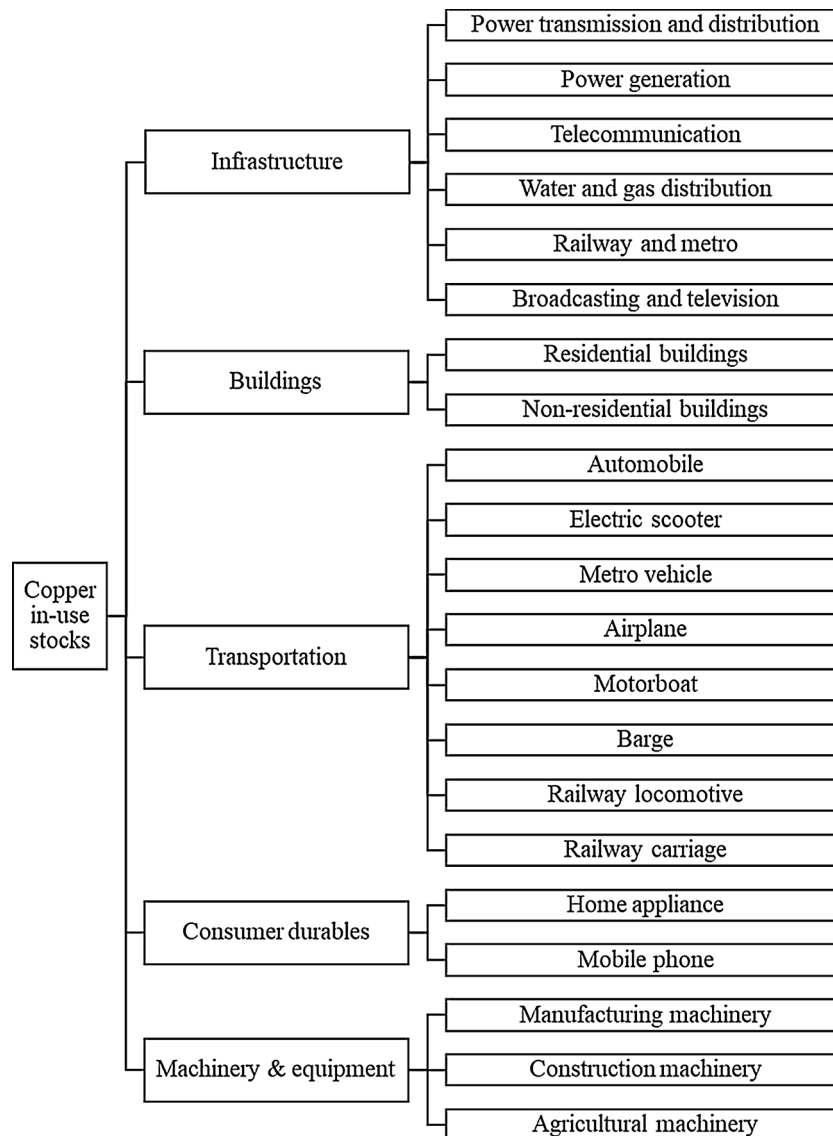 Copper
in-use
stocks
Infrastructure
Power transmission and distribution
Power generation
Telecommunication
Water and gas distribution
Railway and metro
Broadcasting and television
Buildings
Residential buildings
Non-residential buildings
Transportation
Automobile
Electric scooter
Metro vehicle
Airplane
Motorboat
Barge
Railway locomotive
Railway carriage
Consumer durables
Home appliance
Mobile phone
Machinery & equipment
Manufacturing machinery
Construction machinery
Agricultural machinery